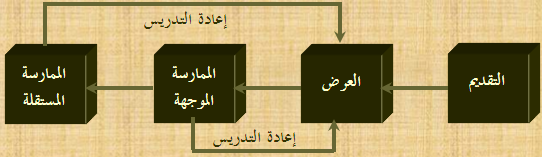 إعادة التدريس
التقديم
العرض
الممارسة
الموجهة
الممارسة
المستقلة
إعادة التدريس